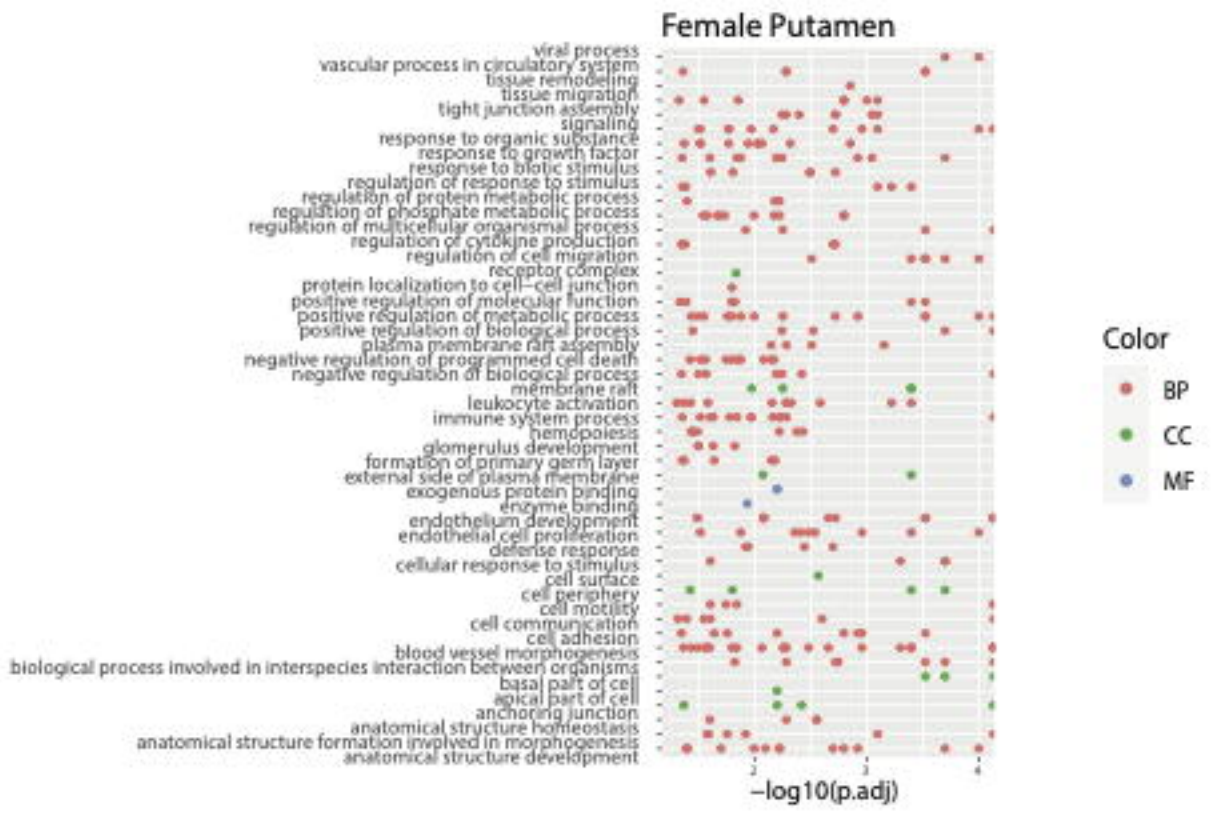 Female Putamen
viral process
vascular process in circulatory system
tissue remodeling
tissue migration
tight junction assembly
signaling
response to organic substance
response to growth factor
response to biotic stimulus
regulation of response to stimulus
regulation of protein metabolic process
regulation of phosphate metabolic process
regulation of multicellular organismal process
regulation of cytokine production
regulation of cell migration
receptor complex
protein localization to cell−cell junction
positive regulation of molecular function
positive regulation of metabolic process
positive regulation of biological process
plasma membrane raft assembly
negative regulation of programmed cell death
negative regulation of biological process
membrane raft
leukocyte activation
immune system process
hemopoiesis
glomerulus development
formation of primary germ layer
external side of plasma membrane
exogenous protein binding
enzyme binding
endothelium development
endothelial cell proliferation
defense response
cellular response to stimulus
cell surface
cell periphery
cell motility
cell communication
cell adhesion
blood vessel morphogenesis
biological process involved in interspecies interaction between organisms
basal part of cell
apical part of cell
anchoring junction
anatomical structure homeostasis
anatomical structure formation involved in morphogenesis
anatomical structure development
2 3 4
−log10(p.adj)
Color
BP
CC
MF